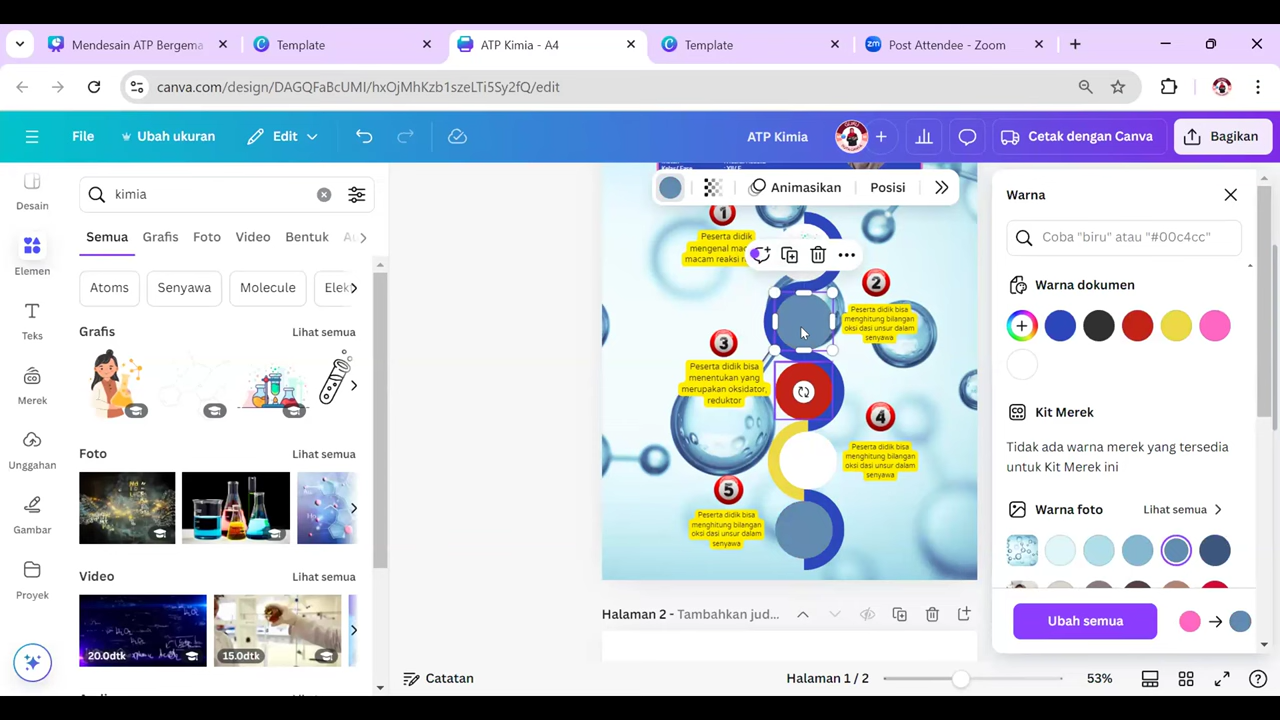 Mendesain ATP Bergema
Template
ATP Kimia - A4
Template
Post Attendee - Zoom
canva.com/design/DAGQFaBcUMI/hxOjMhKzb1szeLTi5Sy2fQ/edit
File
Ubah ukuran
Edit
ATP Kimia
Cetak dengan Canva
Bagikan
Desain
Elemen
Teks
Merek
Unggahan
Gambar
Proyek
kimia
Semua
Grafis
Foto
Video
Bentuk
Atoms
Senyawa
Molecule
Grafis
Lihat semua
Foto
Lihat semua
Video
Lihat semua
20.0dtk
15.0dtk
Animasikan
Posisi
1
Peserta didik
mengenal
macam reaksi
2
Peserta didik bisa
menghitung bilangan
oksi dasi unsur dalam
senyawa
3
Peserta didik bisa
menentukan yang
merupakan oksidator,
reduktor
4
Peserta didik bisa
menghitung bilangan
oksi dasi unsur dalam
senyawa
5
Peserta didik bisa
menghitung bilangan
oksi dasi unsur dalam
senyawa
Halaman 2 - Tambahkan jud...
Catatan
Halaman 1 / 2
53%
Warna
Coba "biru" atau "#00c4cc"
Warna dokumen
Kit Merek
Tidak ada warna merek yang tersedia
untuk Kit Merek ini
Warna foto
Lihat semua
Ubah semua